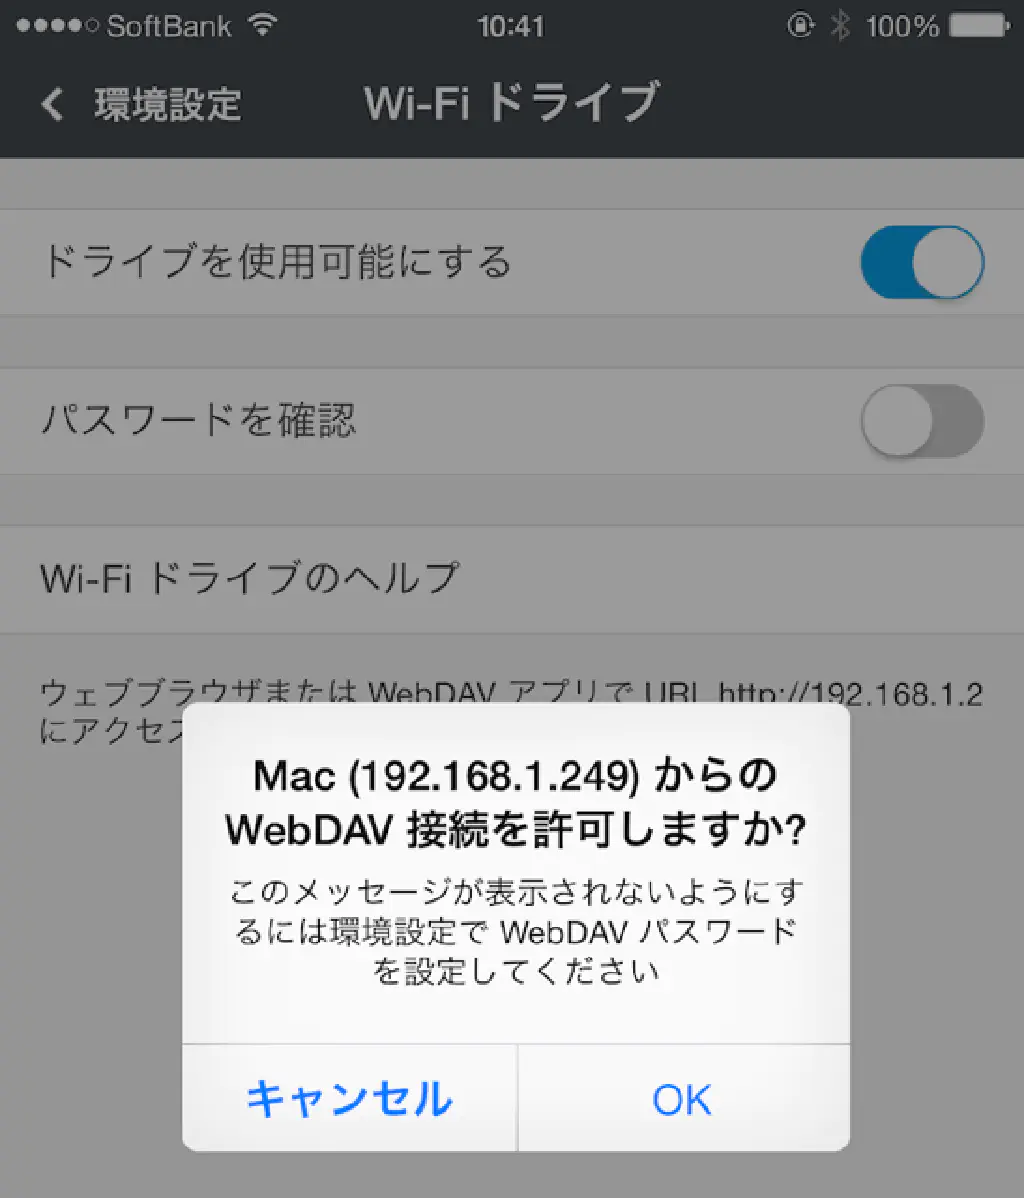 SoftBank 10:41 100%
環境設定 Wi-Fi ドライブ
ドライブを使用可能にする
パスワードを確認
Wi-Fi ドライブのヘルプ
ウェブブラウザまたは WebDAV アプリで URL http://192.168.1.2
にアクセス
Mac (192.168.1.249) からの
WebDAV 接続を許可しますか?
このメッセージが表示されないようにす
るには環境設定で WebDAV パスワード
を設定してください
キャンセル OK